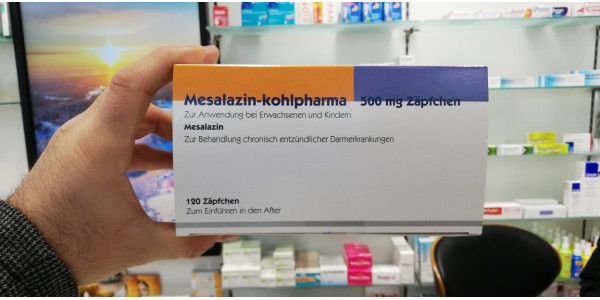 Mesalazin-kohlpharma 500 mg Zäpfchen
Zur Anwendung bei Erwachsenen und Kindern
Mesalazin
Zur Behandlung chronisch entzündlicher Darmerkrankungen
120 Zäpfchen
Zum Einführen in den After